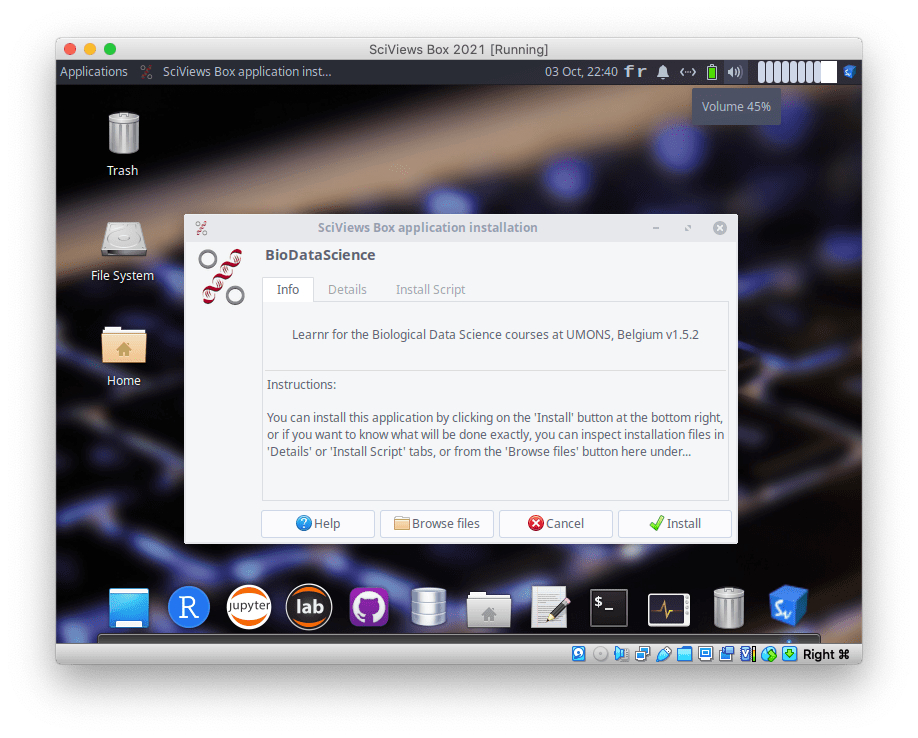 SciViews Box 2021 [Running]
Applications SciViews Box application inst... 03 Oct, 22:40 fr
Volume 45%
Trash
File System
Home
SciViews Box application installation
BioDataScience
Info Details Install Script
Learnr for the Biological Data Science courses at UMONS, Belgium v1.5.2
Instructions:
You can install this application by clicking on the 'Install' button at the bottom right,
or if you want to know what will be done exactly, you can inspect installation files in
'Details' or 'Install Script' tabs, or from the 'Browse files' button here under...
Help Browse files Cancel Install
R jupyter lab $_ Sv
Right ⌘